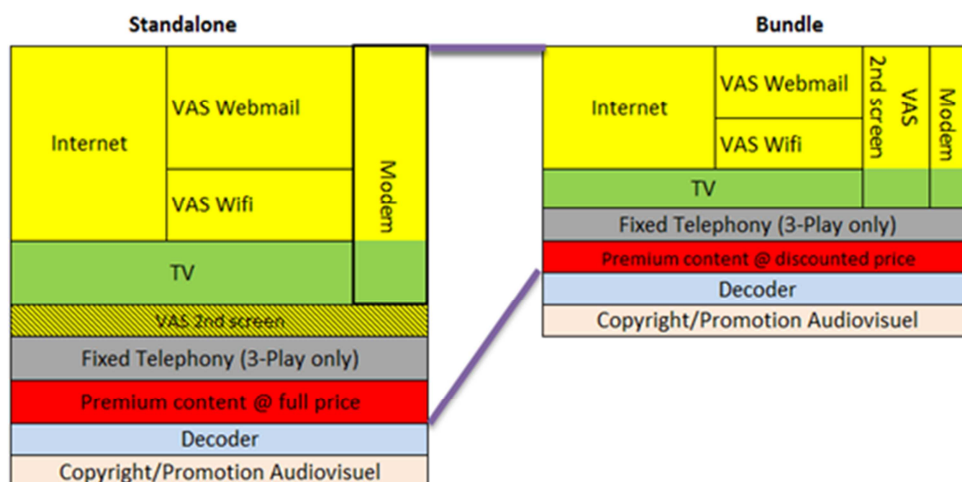 Standalone
Internet
VAS Webmail
VAS Wifi
Modem
TV
VAS 2nd screen
Fixed Telephony (3-Play only)
Premium content @ full price
Decoder
Copyright/Promotion Audiovisuel
Bundle
Internet
VAS Webmail
VAS Wifi
VAS
2nd screen
Modem
TV
Fixed Telephony (3-Play only)
Premium content @ discounted price
Decoder
Copyright/Promotion Audiovisuel